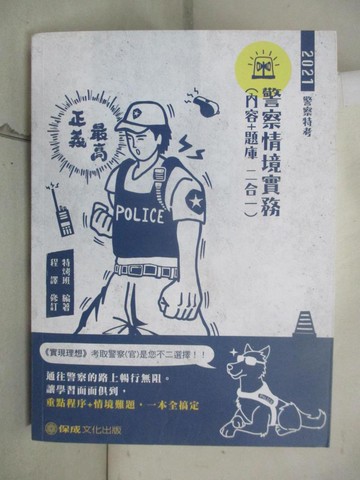 2021 警察特考
警察情境實務
(內容+題庫 二合一)
最高
正義
POLICE
特烤班 編著
程譯 修訂
《實現理想》考取警察(官)是您不二選擇!!
通往警察的路上暢行無阻。
讓學習面面俱到,
重點程序+情境難題,一本全搞定
POLICE
保成文化出版